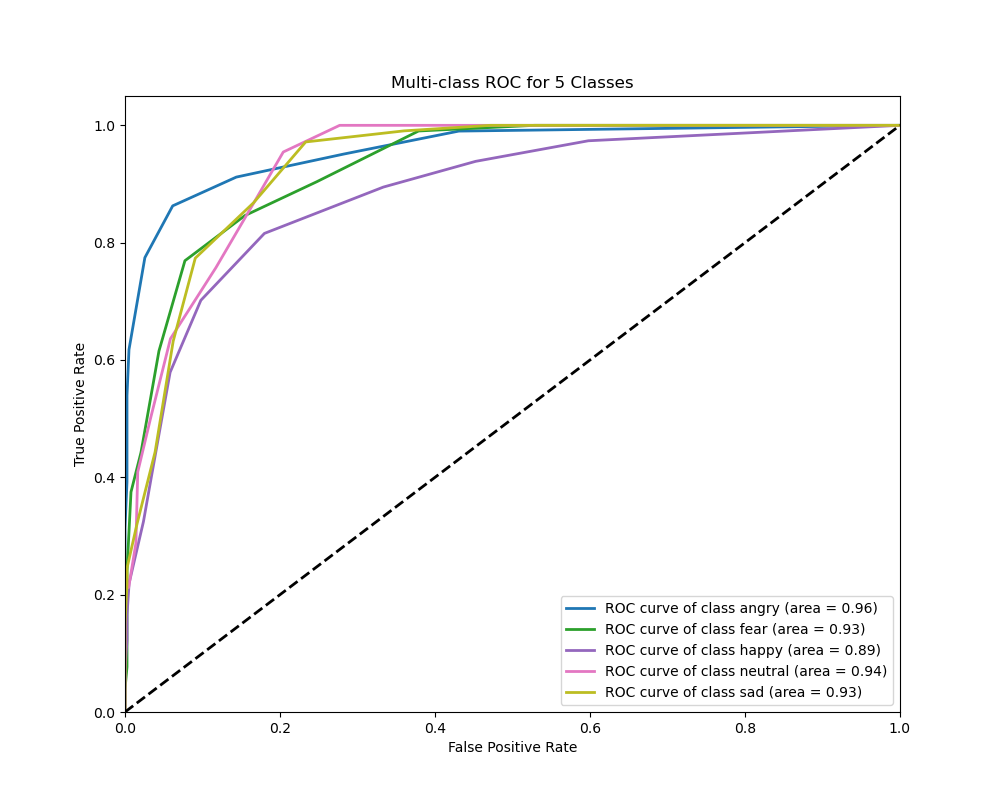 Multi-class ROC for 5 Classes
True Positive Rate
1.0
0.8
0.6
0.4
0.2
0.0
ROC curve of class angry (area = 0.96)
ROC curve of class fear (area = 0.93)
ROC curve of class happy (area = 0.89)
ROC curve of class neutral (area = 0.94)
ROC curve of class sad (area = 0.93)
0.0 0.2 0.4 0.6 0.8 1.0
False Positive Rate